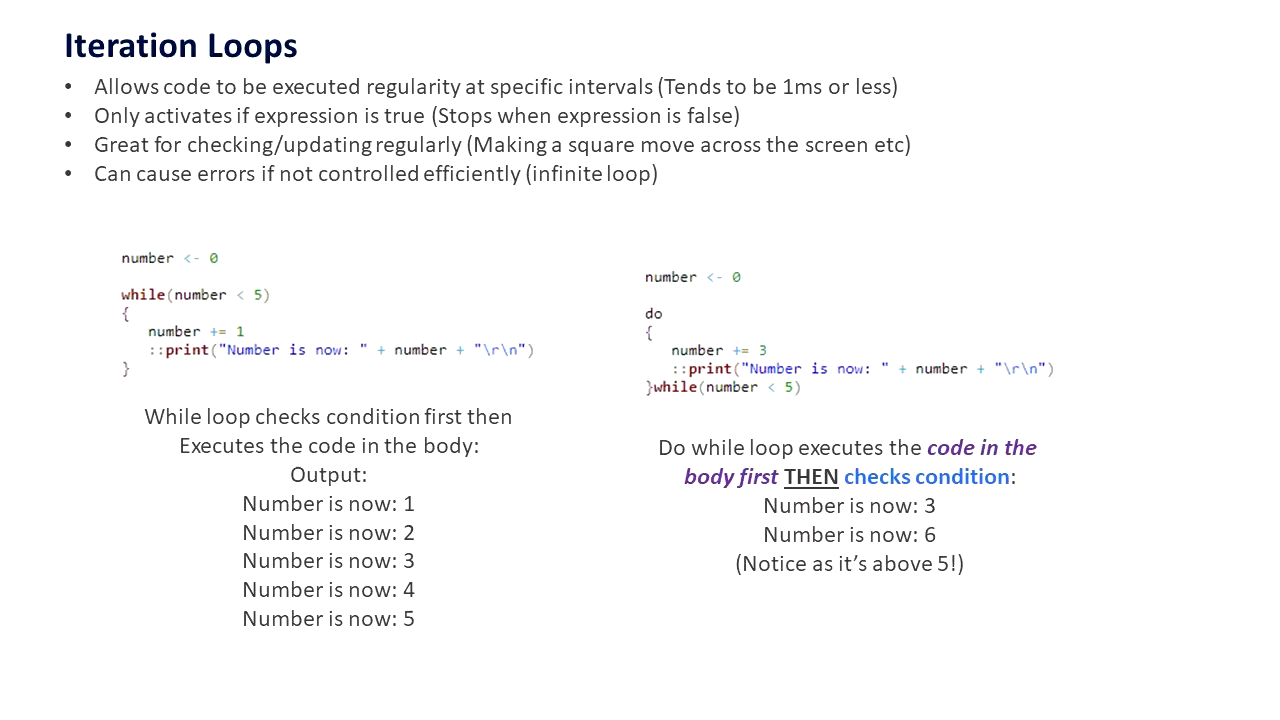 Iteration Loops
• Allows code to be executed regularity at specific intervals (Tends to be 1ms or less)
• Only activates if expression is true (Stops when expression is false)
• Great for checking/updating regularly (Making a square move across the screen etc)
• Can cause errors if not controlled efficiently (infinite loop)
number <- 0
while(number < 5)
{
number += 1
::print("Number is now: " + number + "\r\n")
}
While loop checks condition first then
Executes the code in the body:
Output:
Number is now: 1
Number is now: 2
Number is now: 3
Number is now: 4
Number is now: 5
number <- 0
do
{
number += 3
::print("Number is now: " + number + "\r\n")
}while(number < 5)
Do while loop executes the code in the
body first THEN checks condition:
Number is now: 3
Number is now: 6
(Notice as it’s above 5!)